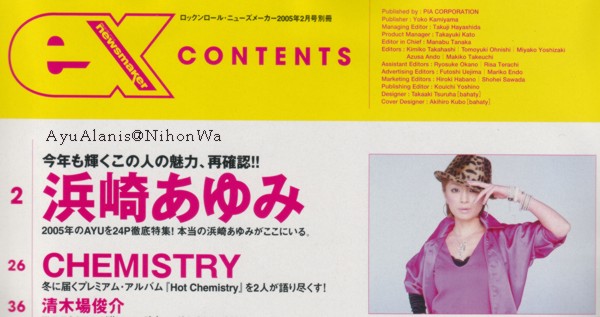 ロックンロール・ニューズメーカー2005年2月号別冊
ex
newsmaker
CONTENTS
Published by : PIA CORPORATION
Publisher : Yoko Kamiyama
Managing Editor : Takuji Hayashida
Product Manager : Takayuki Kato
Editor in Chief : Manabu Tanaka
Editors : Kimiko Takahashi | Tomoyuki Ohnishi | Miyako Yoshizaki
Azusa Ando | Makiko Takeuchi
Assistant Editors : Ryosuke Okano | Risa Terachi
Advertising Editors : Futoshi Uejima | Manko Endo
Marketing Editors : Hiroki Habano | Shohei Sawada
Publishing Editor : Kouichi Yoshino
Designer : Takaaki Tsuruha [bahaty]
Cover Designer : Akihiro Kubo [bahaty]
AyuAlanis@NihonWa
今年も輝くこの人の魅力、再確認!!
2 浜崎あゆみ
2005年のAYUを24P徹底特集! 本当の浜崎あゆみがここにいる。
26 CHEMISTRY
冬に届くプレミアム・アルバム『Hot Chemistry』を2人が語り尽くす!
36 清木場俊介